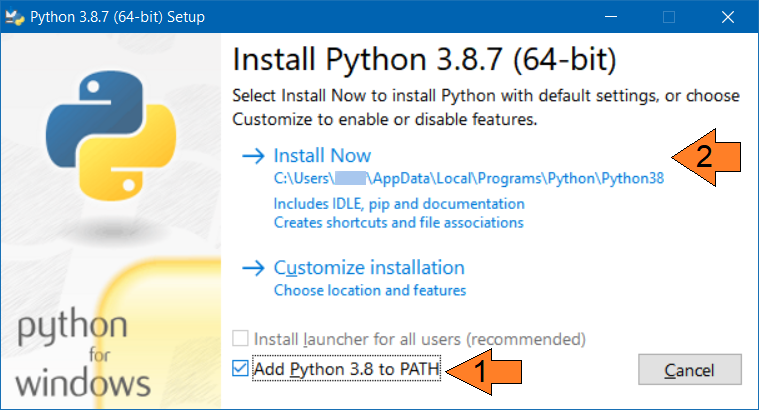 Python 3.8.7 (64-bit) Setup
Install Python 3.8.7 (64-bit)
Select Install Now to install Python with default settings, or choose
Customize to enable or disable features.
Install Now
2
C:\Users\ \AppData\Local\Programs\Python\Python38
Includes IDLE, pip and documentation
Creates shortcuts and file associations
Customize installation
Choose location and features
python
for
windows
Install launcher for all users (recommended)
Add Python 3.8 to PATH
1
Cancel